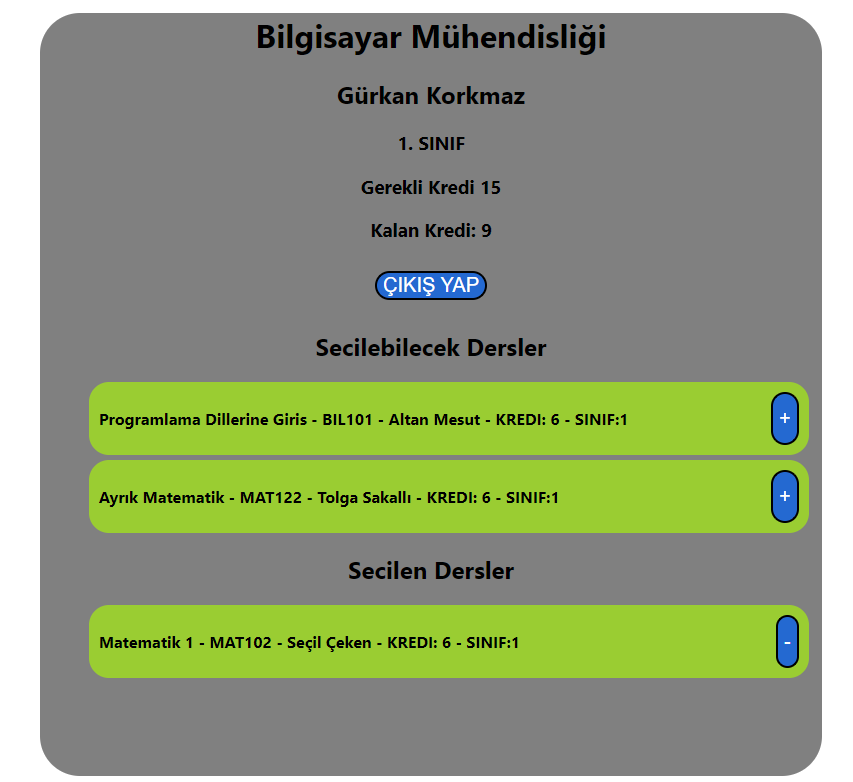 Bilgisayar Mühendisliği
Gürkan Korkmaz
1. SINIF
Gerekli Kredi 15
Kalan Kredi: 9
ÇIKIŞ YAP
Secilebilecek Dersler
Programlama Dillerine Giris - BIL101 - Altan Mesut - KREDI: 6 - SINIF:1 +
Ayrık Matematik - MAT122 - Tolga Sakallı - KREDI: 6 - SINIF:1 +
Secilen Dersler
Matematik 1 - MAT102 - Seçil Çeken - KREDI: 6 - SINIF:1 -